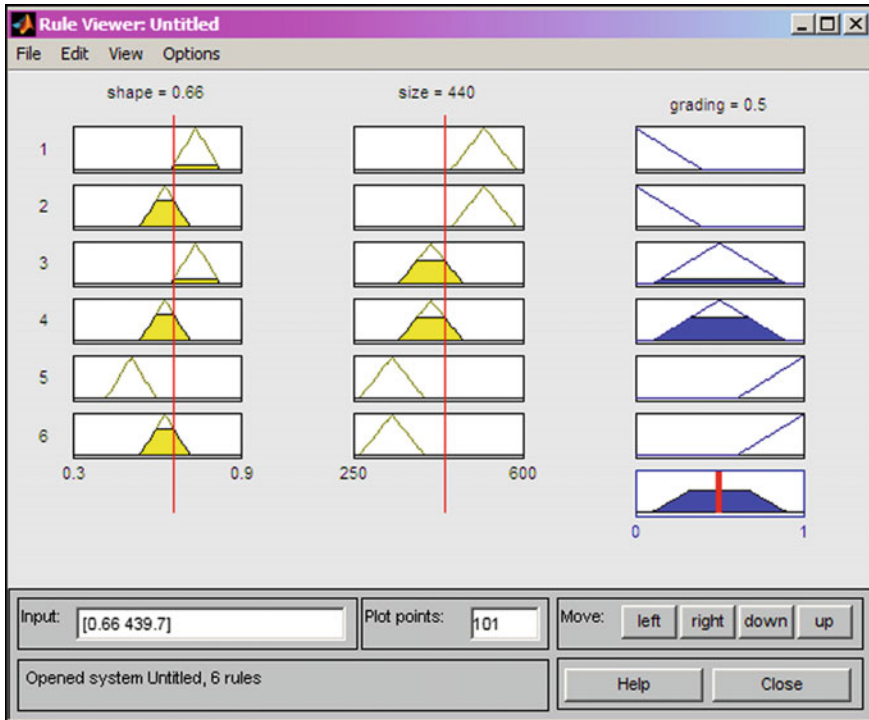 Rule Viewer: Untitled
File Edit View Options
shape = 0.66
size = 440
grading = 0.5
1
2
3
4
5
6
0.3
0.9
250
600
0
1
Input:
[0.66 439.7]
Plot points:
101
Move:
left
right
down
up
Opened system Untitled, 6 rules
Help
Close